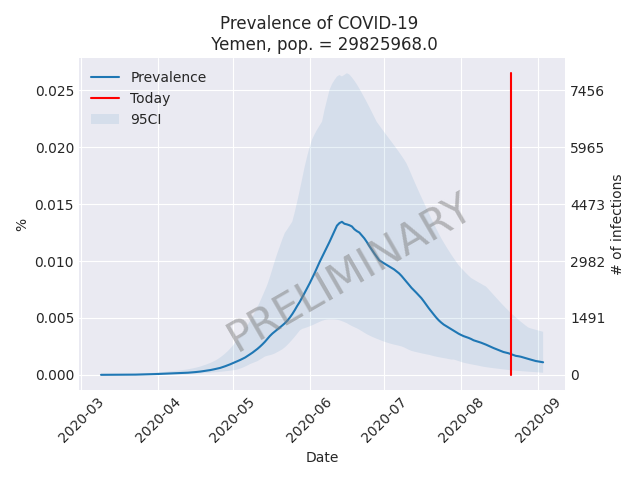 Prevalence of COVID-19
Yemen, pop. = 29825968.0
Prevalence
Today
95CI
0.025
0.020
0.015
0.010
0.005
0.000
%
7456
5965
4473
2982
1491
0
# of infections
PRELIMINARY
2020-03
2020-04
2020-05
2020-06
2020-07
2020-08
2020-09
Date